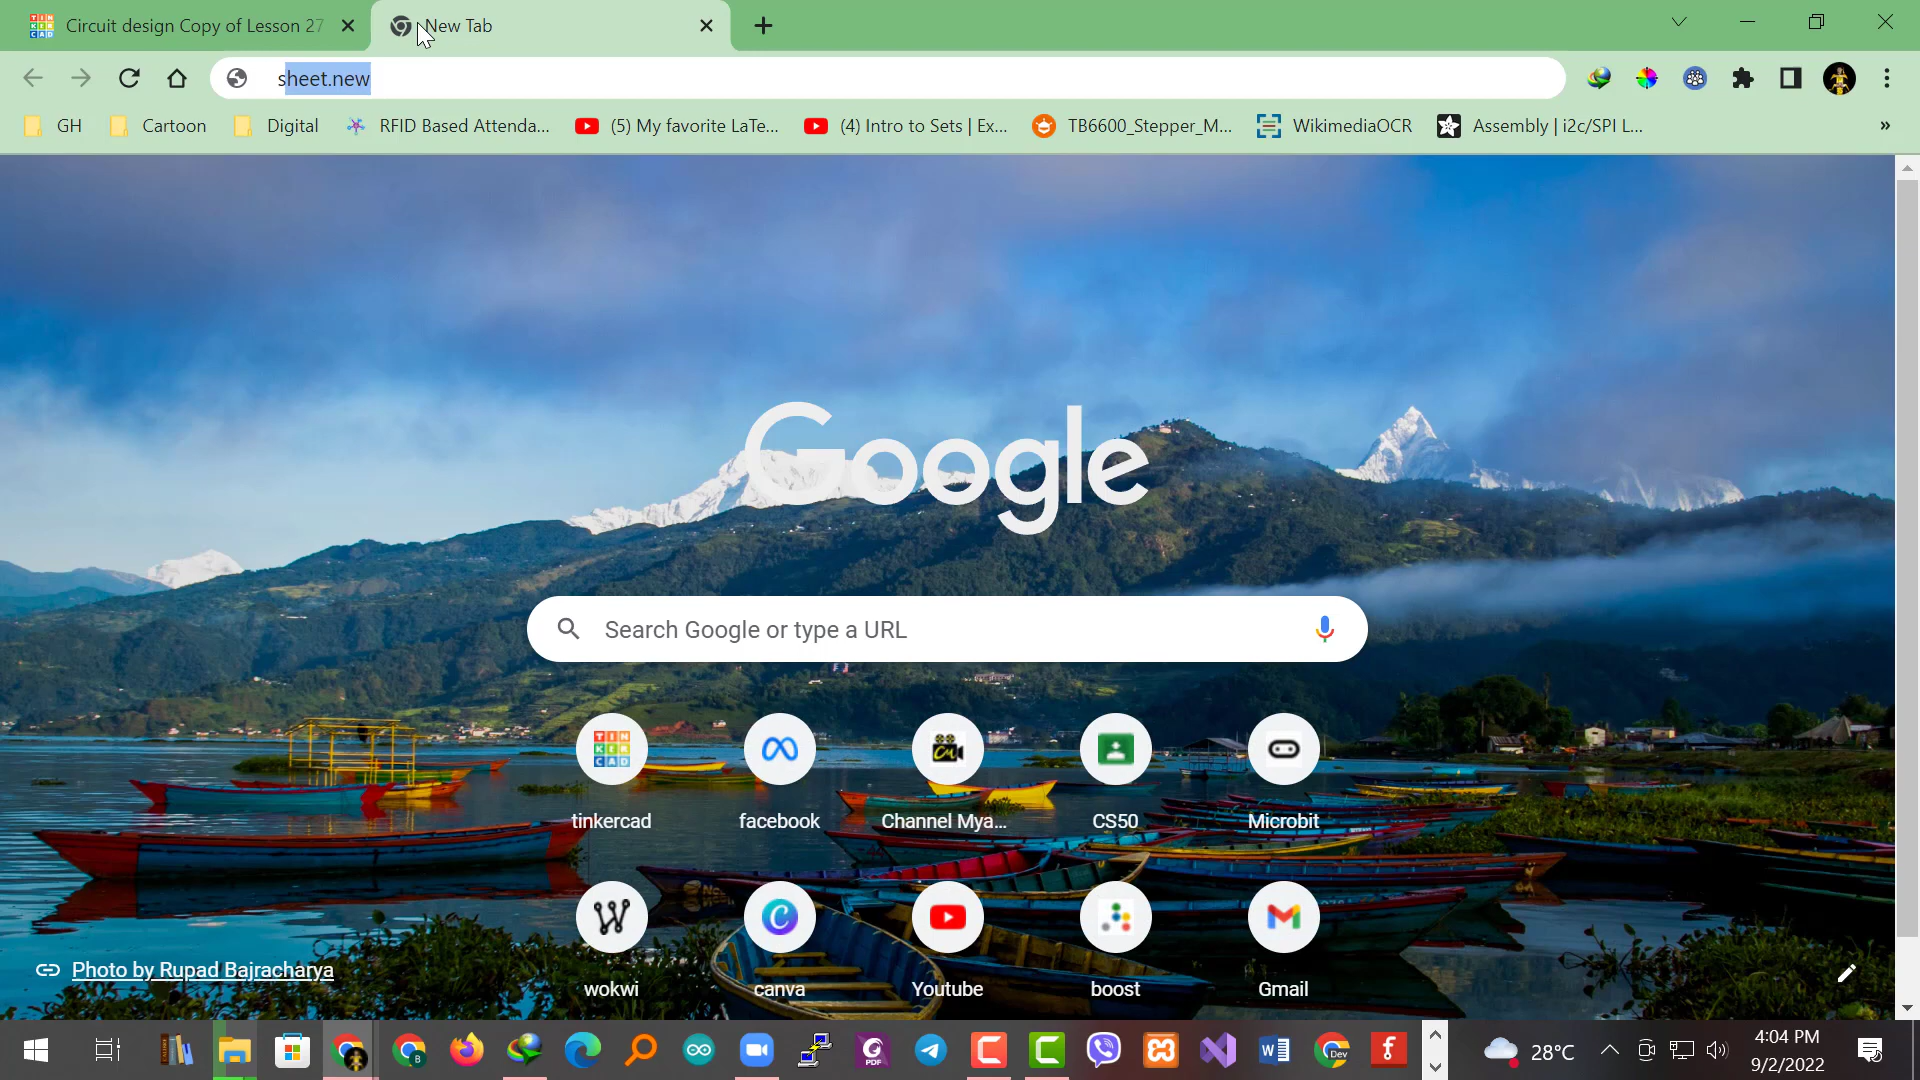 Circuit design Copy of Lesson 27
New Tab
sheet.new
GH
Cartoon
Digital
RFID Based Attenda...
(5) My favorite LaTe...
(4) Intro to Sets | Ex...
TB6600_Stepper_M...
WikimediaOCR
Assembly | i2c/SPI L...
»
Google
Search Google or type a URL
tinkercad
facebook
Channel Mya...
CS50
Microbit
wokwi
canva
Youtube
boost
Gmail
Photo by Rupad Bajracharya
28°C
4:04 PM
9/2/2022